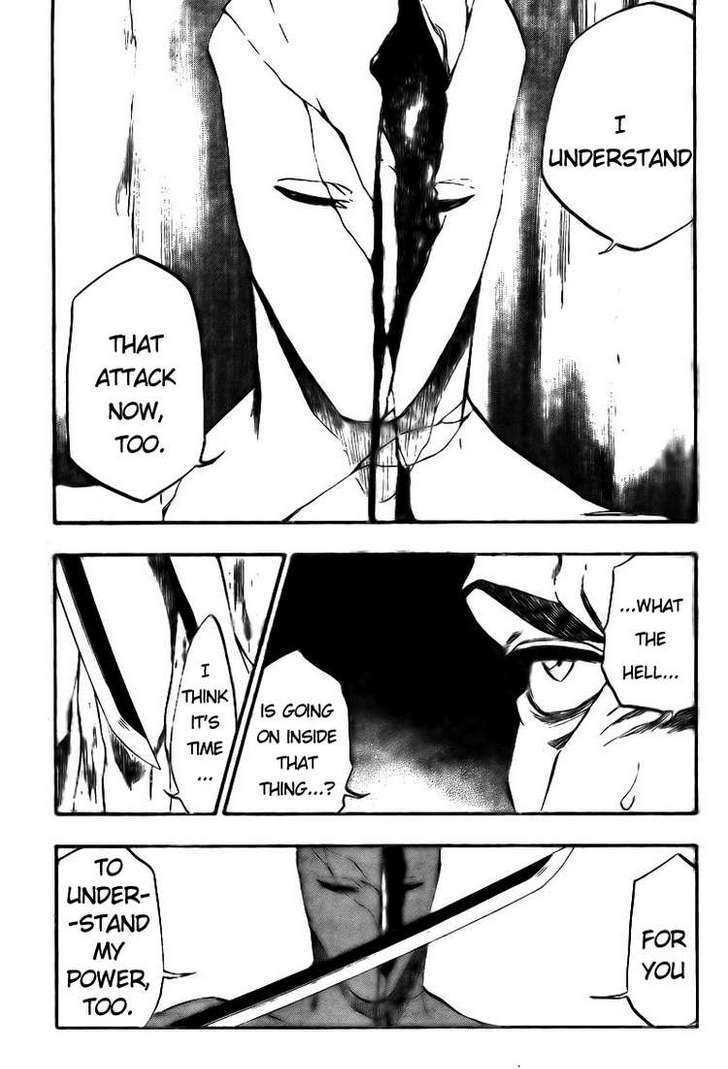 I
UNDERSTAND
THAT
ATTACK
NOW,
TOO.
...WHAT
THE
HELL...
IS GOING
ON INSIDE
THAT
THING...?
I
THINK
IT'S
TIME
...
FOR
YOU
TO
UNDER-
-STAND
MY
POWER,
TOO.